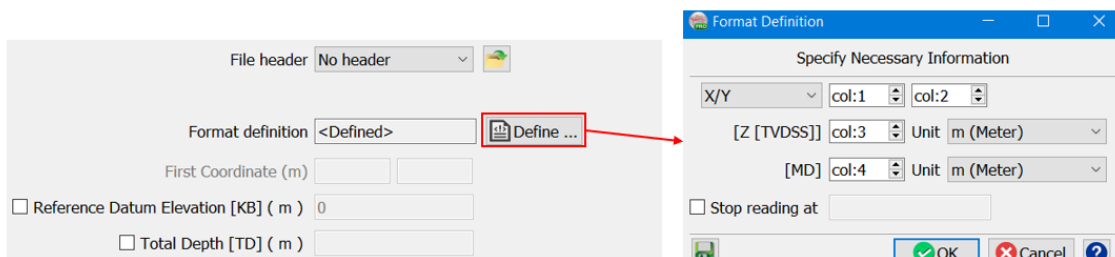 File header No header
Format definition <Defined> Define ...
First Coordinate (m)
Reference Datum Elevation [KB] ( m ) 0
Total Depth [TD] ( m )
Format Definition
Specify Necessary Information
X/Y col:1 col:2
[Z [TVDSS]] col:3 Unit m (Meter)
[MD] col:4 Unit m (Meter)
Stop reading at
OK Cancel ?